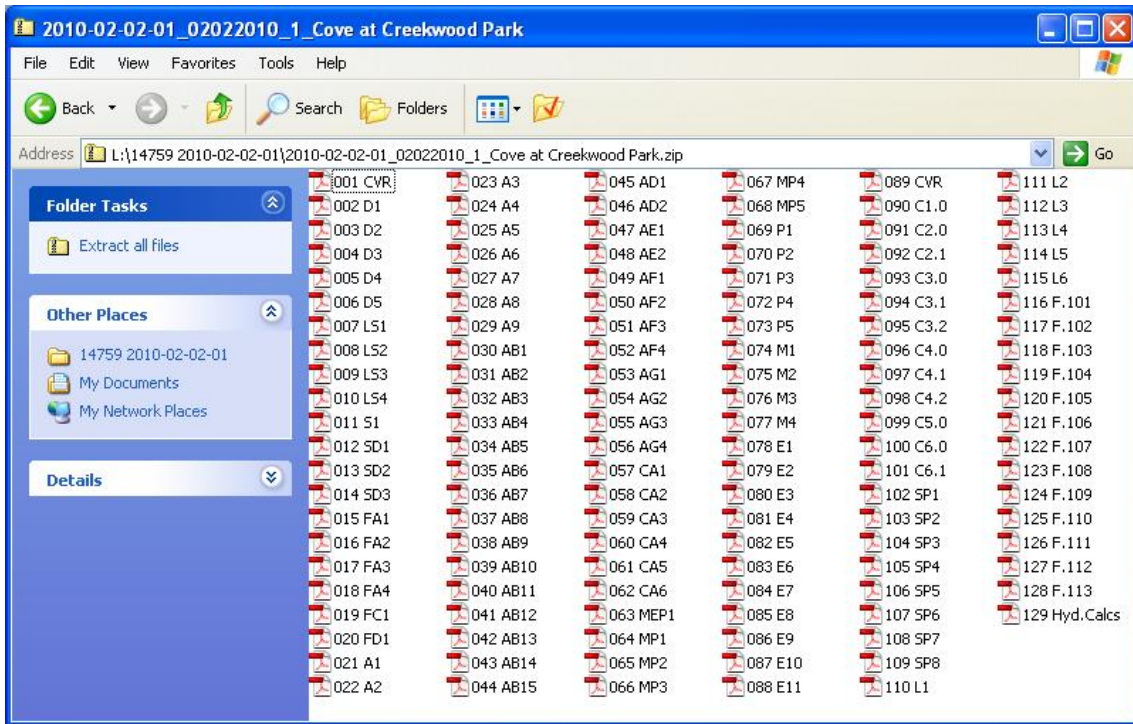 2010-02-02-01_02022010_1_Cove at Creekwood Park
File Edit View Favorites Tools Help
Back Search Folders
Address L:\14759 2010-02-02-01\2010-02-02-01_02022010_1_Cove at Creekwood Park.zip Go
Folder Tasks
Extract all files
Other Places
14759 2010-02-02-01
My Documents
My Network Places
Details
001 CVR
002 D1
003 D2
004 D3
005 D4
006 D5
007 LS1
008 LS2
009 LS3
010 LS4
011 S1
012 SD1
013 SD2
014 SD3
015 FA1
016 FA2
017 FA3
018 FA4
019 FC1
020 FD1
021 A1
022 A2
023 A3
024 A4
025 A5
026 A6
027 A7
028 A8
029 A9
030 AB1
031 AB2
032 AB3
033 AB4
034 AB5
035 AB6
036 AB7
037 AB8
038 AB9
039 AB10
040 AB11
041 AB12
042 AB13
043 AB14
044 AB15
045 AD1
046 AD2
047 AE1
048 AE2
049 AF1
050 AF2
051 AF3
052 AF4
053 AG1
054 AG2
055 AG3
056 AG4
057 CA1
058 CA2
059 CA3
060 CA4
061 CA5
062 CA6
063 MEP1
064 MP1
065 MP2
066 MP3
067 MP4
068 MP5
069 P1
070 P2
071 P3
072 P4
073 P5
074 M1
075 M2
076 M3
077 M4
078 E1
079 E2
080 E3
081 E4
082 E5
083 E6
084 E7
085 E8
086 E9
087 E10
088 E11
089 CVR
090 C1.0
091 C2.0
092 C2.1
093 C3.0
094 C3.1
095 C3.2
096 C4.0
097 C4.1
098 C4.2
099 C5.0
100 C6.0
101 C6.1
102 SP1
103 SP2
104 SP3
105 SP4
106 SP5
107 SP6
108 SP7
109 SP8
110 L1
111 L2
112 L3
113 L4
114 L5
115 L6
116 F.101
117 F.102
118 F.103
119 F.104
120 F.105
121 F.106
122 F.107
123 F.108
124 F.109
125 F.110
126 F.111
127 F.112
128 F.113
129 Hyd.Calcs